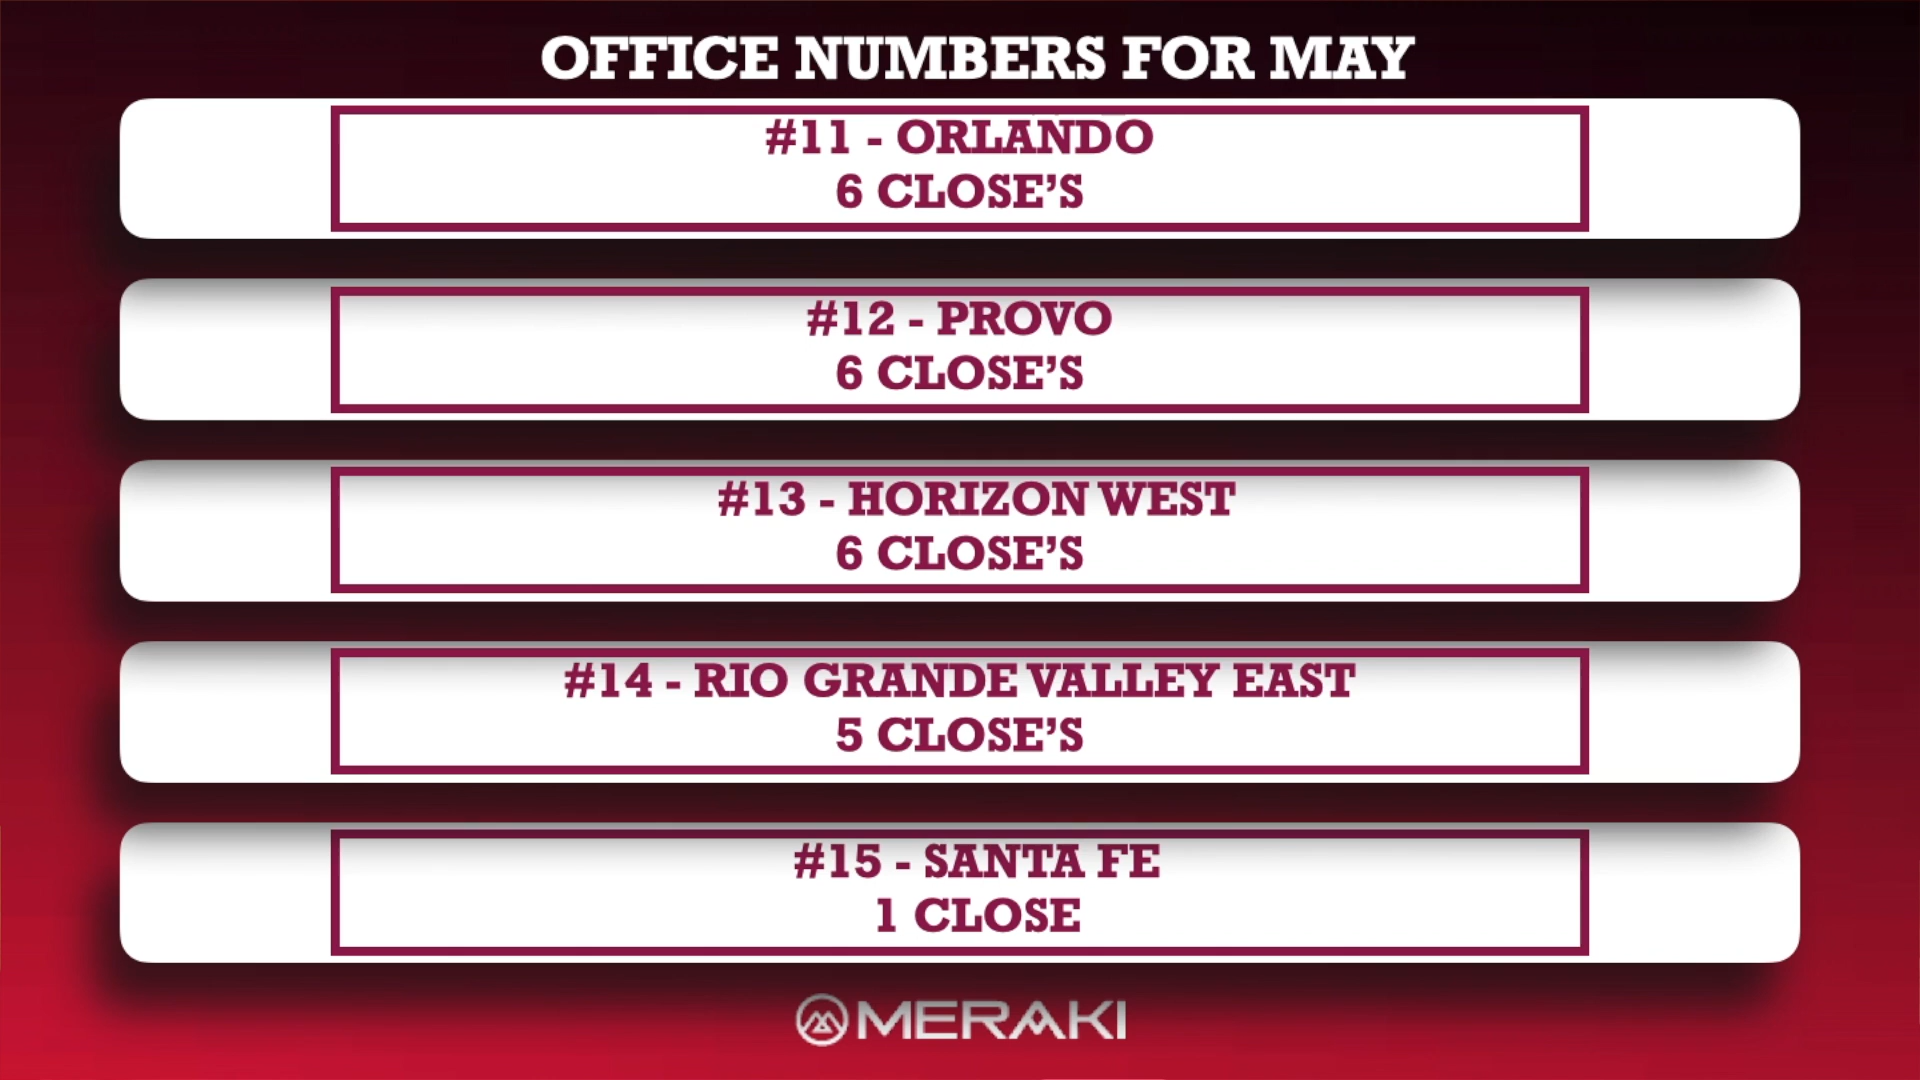 OFFICE NUMBERS FOR MAY
#11 - ORLANDO
6 CLOSE’S
#12 - PROVO
6 CLOSE’S
#13 - HORIZON WEST
6 CLOSE’S
#14 - RIO GRANDE VALLEY EAST
5 CLOSE’S
#15 - SANTA FE
1 CLOSE
MERAKI